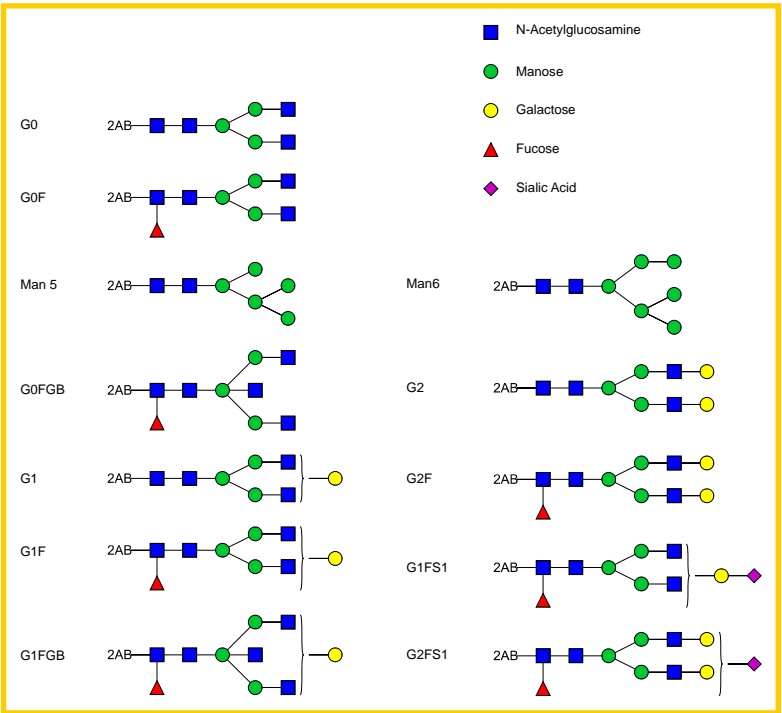 N-Acetylglucosamine
Manose
Galactose
Fucose
Sialic Acid
G0 2AB
G0F 2AB
Man 5 2AB
G0FGB 2AB
G1 2AB
G1F 2AB
G1FGB 2AB
Man6 2AB
G2 2AB
G2F 2AB
G1FS1 2AB
G2FS1 2AB